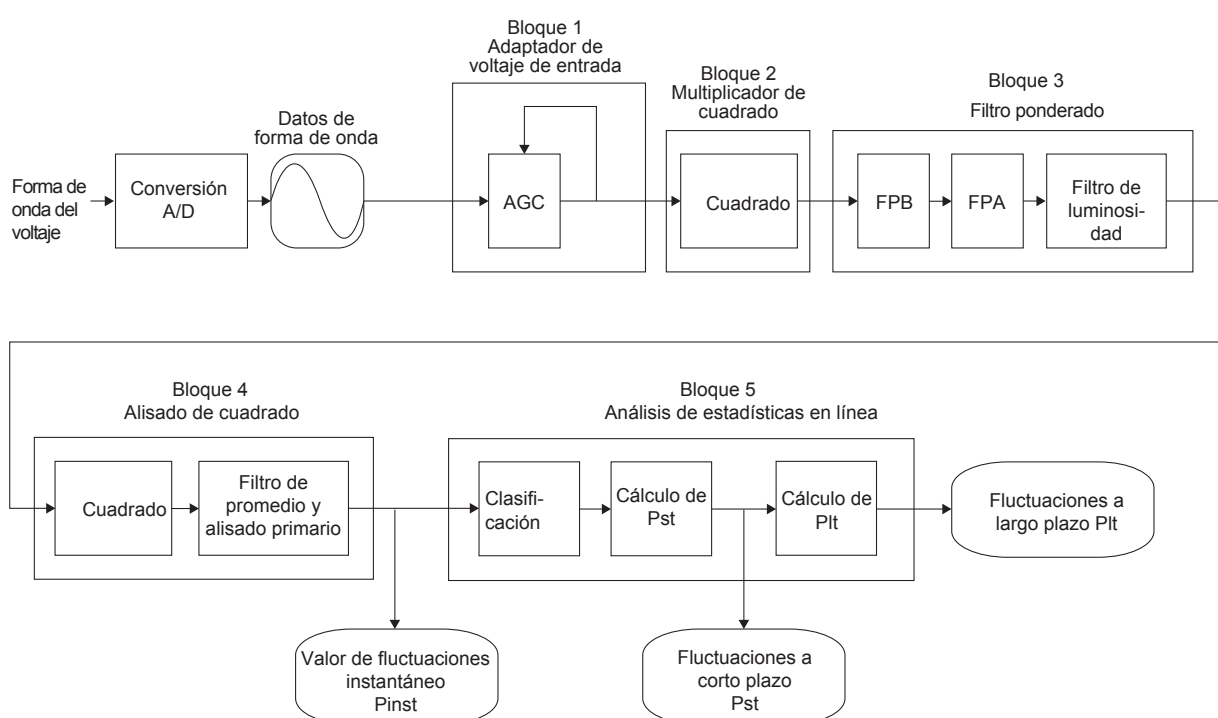 Bloque 1
Adaptador de
voltaje de entrada
Bloque 2
Multiplicador de
cuadrado
Bloque 3
Filtro ponderado
Datos de
forma de onda
Forma de
onda del
voltaje
Conversión
A/D
AGC
Cuadrado
FPB
FPA
Filtro de
luminosi-
dad
Bloque 4
Alisado de cuadrado
Bloque 5
Análisis de estadísticas en línea
Cuadrado
Filtro de
promedio y
alisado primario
Clasifi-
cación
Cálculo de
Pst
Cálculo de
Plt
Fluctuaciones a
largo plazo Plt
Valor de fluctuaciones
instantáneo
Pinst
Fluctuaciones a
corto plazo
Pst